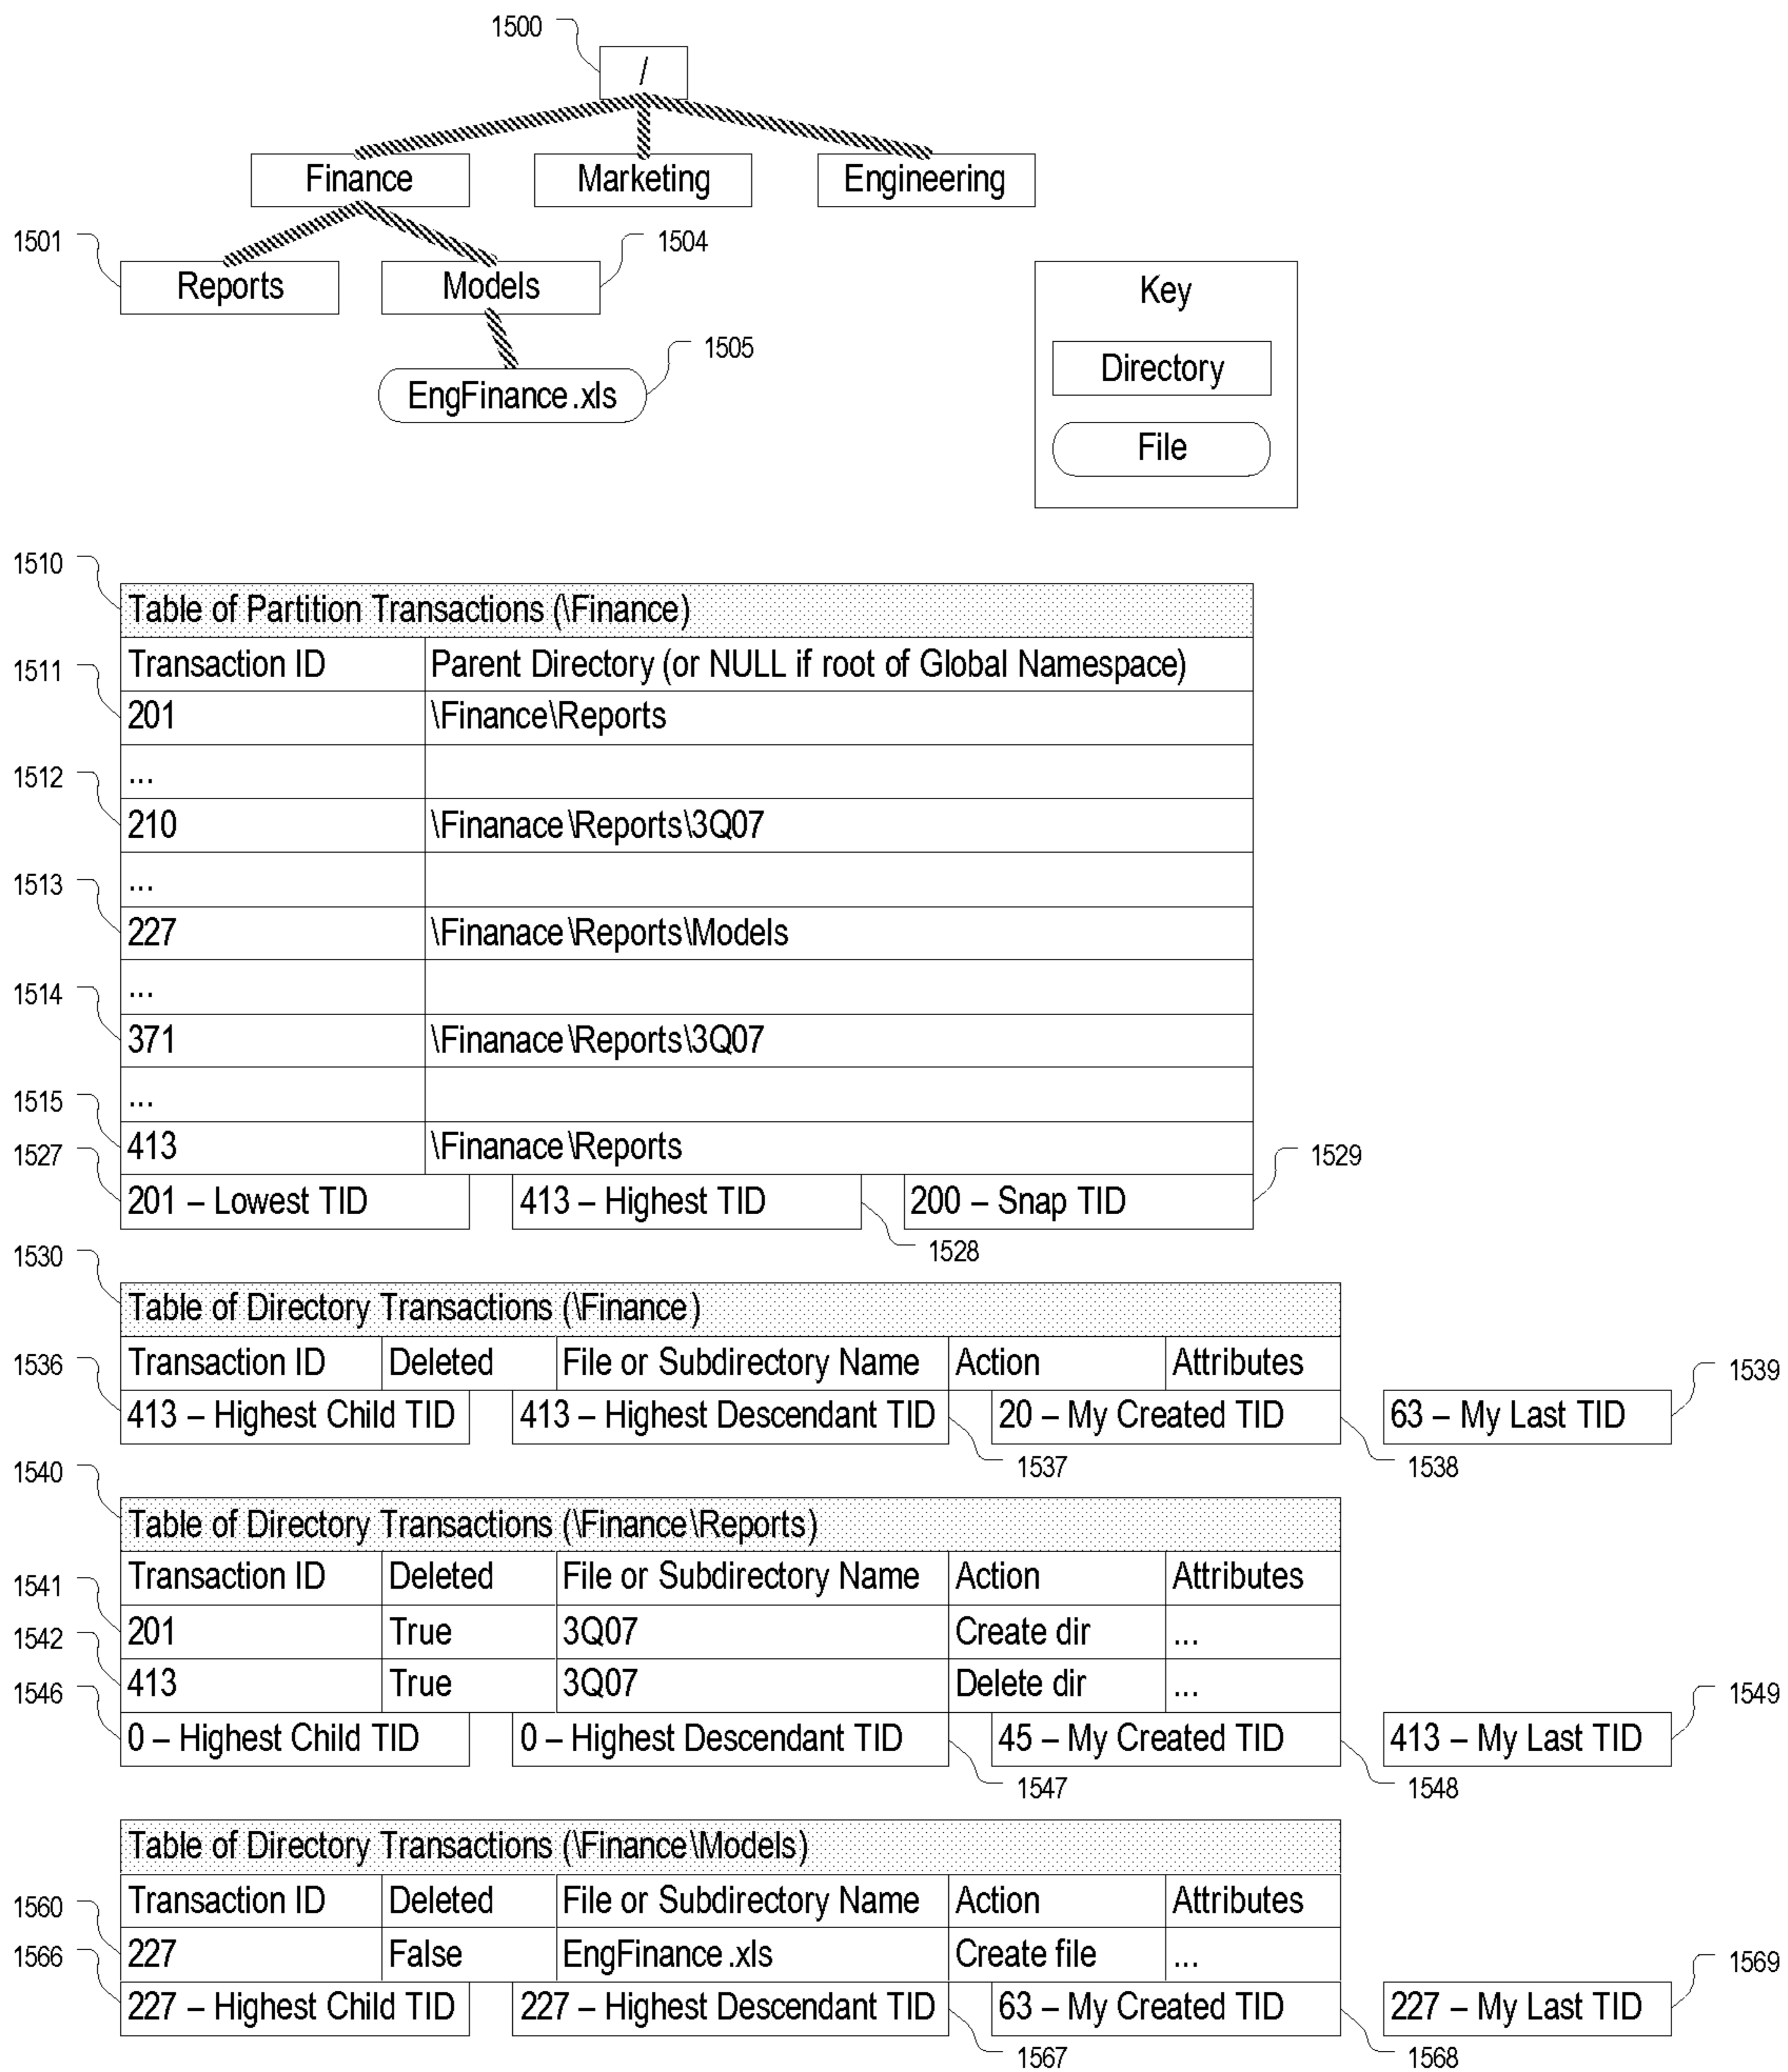 1500
/
Finance Marketing Engineering
1501 Reports Models 1504
EngFinance.xls 1505
Key
Directory
File
1510
Table of Partition Transactions (\Finance)
1511 Transaction ID Parent Directory (or NULL if root of Global Namespace)
201 \Finance\Reports
1512 ...
210 \Finanace\Reports\3Q07
1513 ...
227 \Finanace\Reports\Models
1514 ...
371 \Finanace\Reports\3Q07
1515 ...
413 \Finanace\Reports
1527 201 – Lowest TID 413 – Highest TID 200 – Snap TID 1529
1528
1530
Table of Directory Transactions (\Finance)
1536 Transaction ID Deleted File or Subdirectory Name Action Attributes 1539
413 – Highest Child TID 413 – Highest Descendant TID 20 – My Created TID 63 – My Last TID
1537 1538
1540
Table of Directory Transactions (\Finance\Reports)
1541 Transaction ID Deleted File or Subdirectory Name Action Attributes
1542 201 True 3Q07 Create dir ...
1546 413 True 3Q07 Delete dir ... 1549
0 – Highest Child TID 0 – Highest Descendant TID 45 – My Created TID 413 – My Last TID
1547 1548
Table of Directory Transactions (\Finance\Models)
1560 Transaction ID Deleted File or Subdirectory Name Action Attributes
1566 227 False EngFinance.xls Create file ... 1569
227 – Highest Child TID 227 – Highest Descendant TID 63 – My Created TID 227 – My Last TID
1567 1568